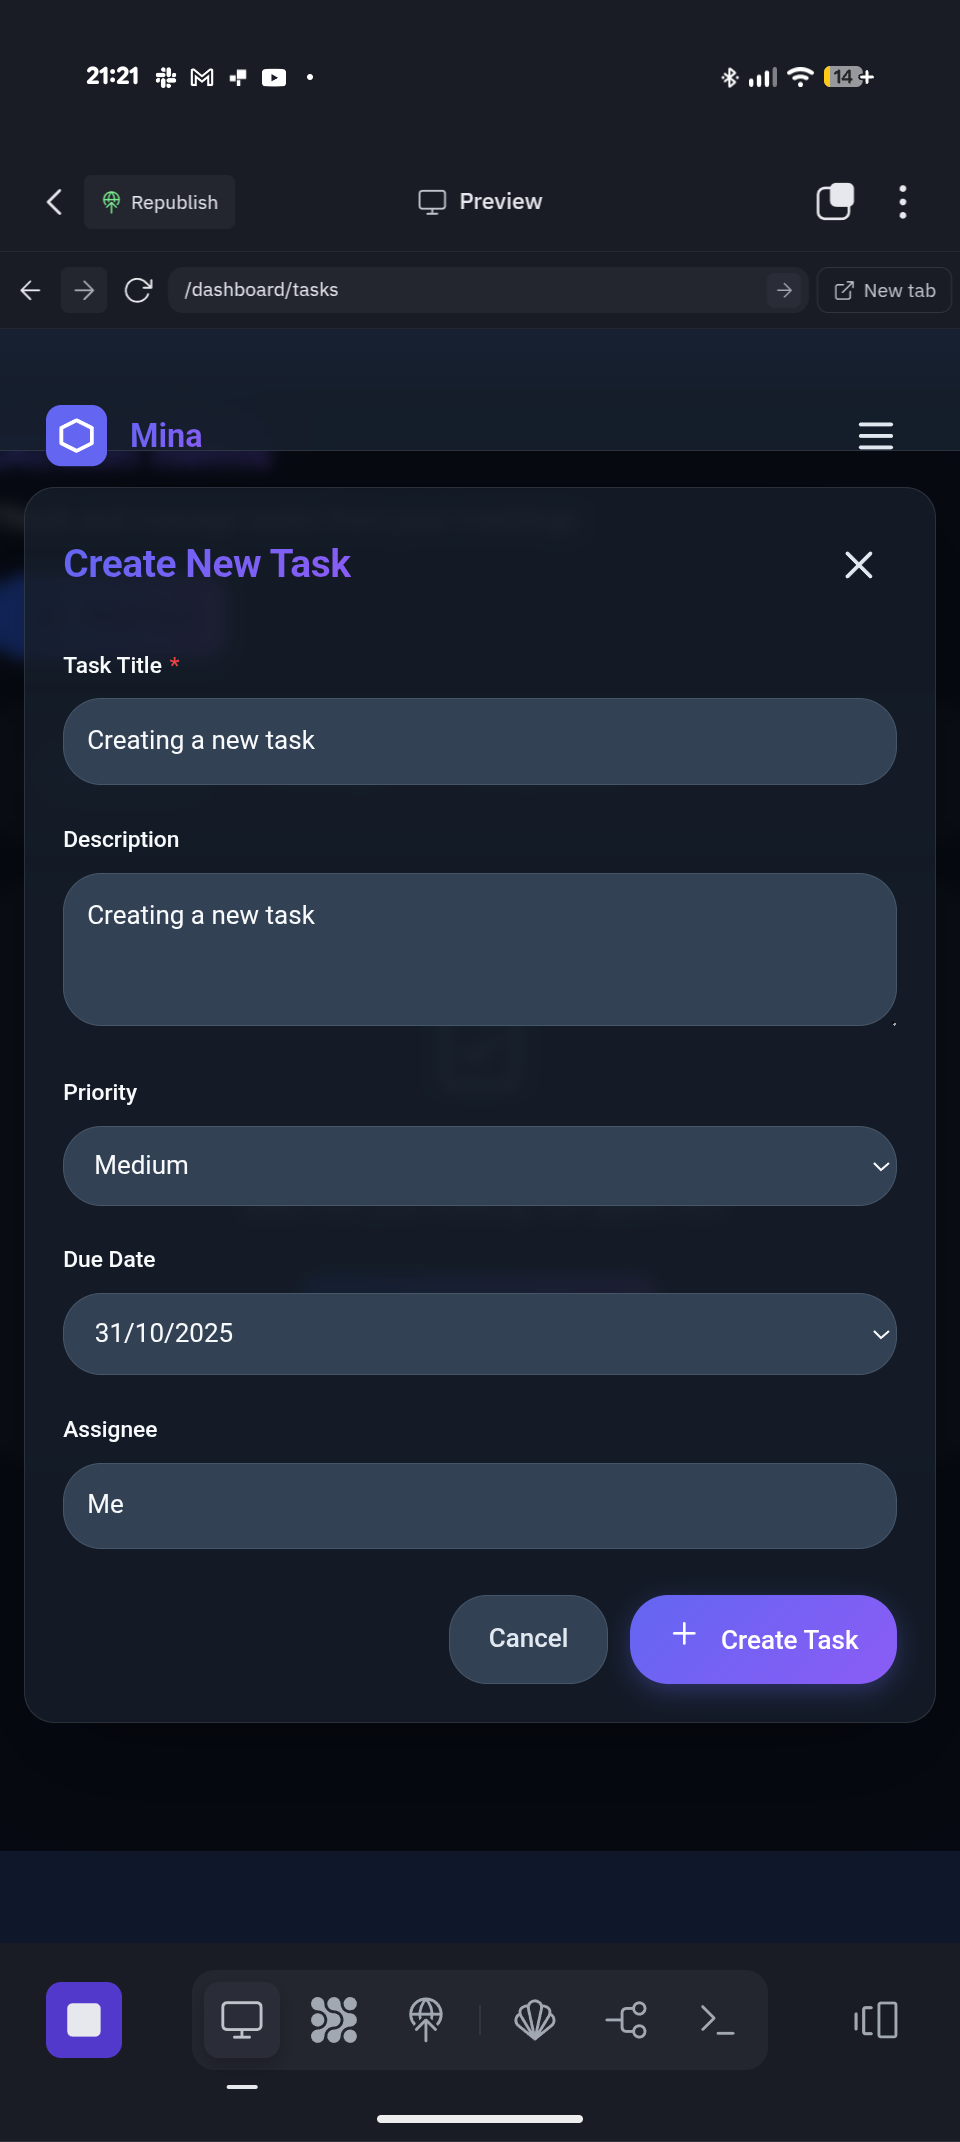 21:21
14
Republish
Preview
/dashboard/tasks
New tab
Mina
Create New Task
Task Title *
Creating a new task
Description
Creating a new task
Priority
Medium
Due Date
31/10/2025
Assignee
Me
Cancel
Create Task